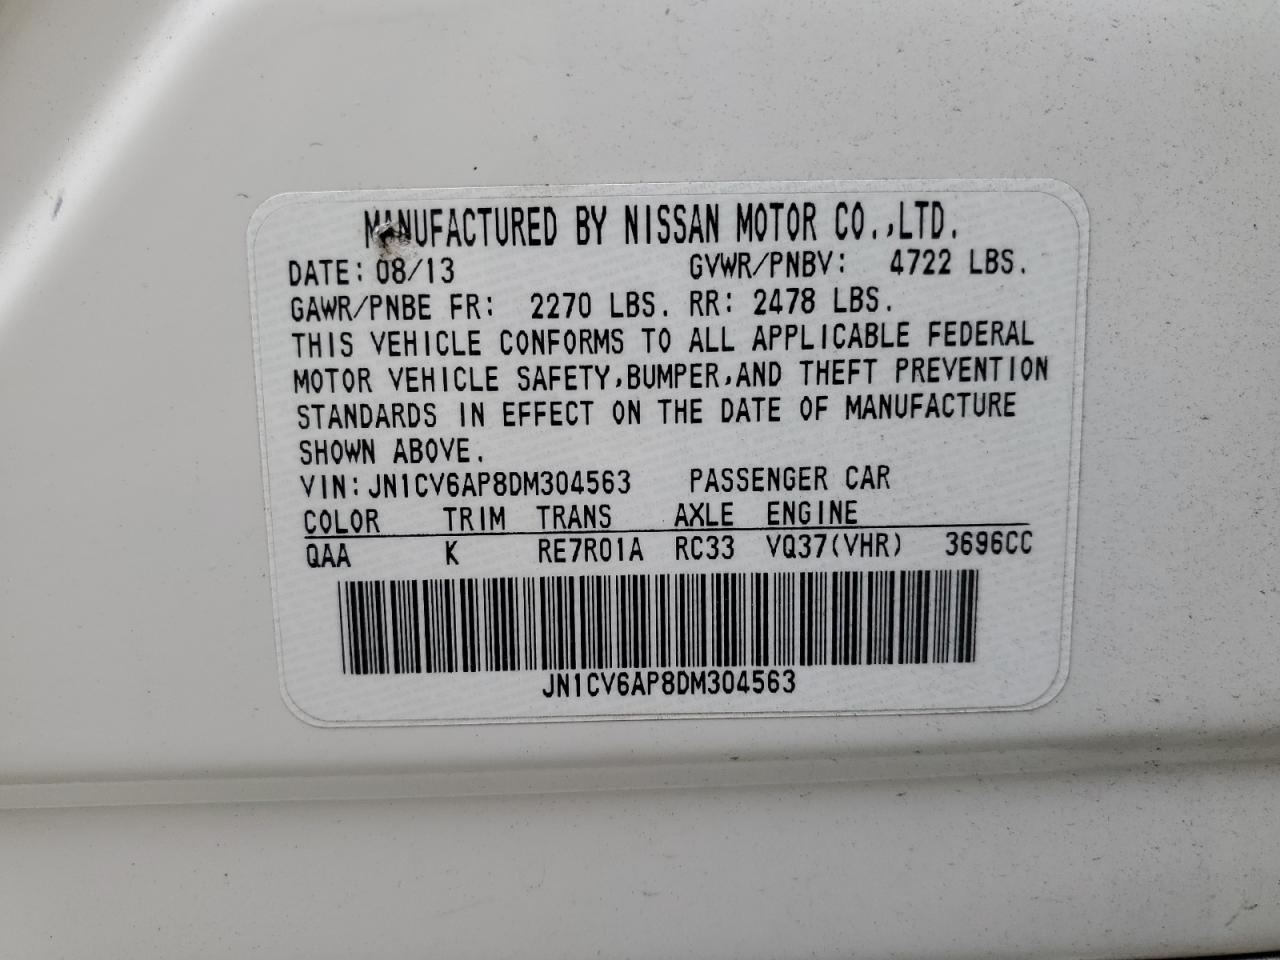 MANUFACTURED BY NISSAN MOTOR CO.,LTD.
DATE: 08/13 GVWR/PNBV: 4722 LBS.
GAWR/PNBE FR: 2270 LBS. RR: 2478 LBS.
THIS VEHICLE CONFORMS TO ALL APPLICABLE FEDERAL
MOTOR VEHICLE SAFETY,BUMPER,AND THEFT PREVENTION
STANDARDS IN EFFECT ON THE DATE OF MANUFACTURE
SHOWN ABOVE.
VIN: JN1CV6AP8DM304563 PASSENGER CAR
COLOR TRIM TRANS AXLE ENGINE
QAA K RE7R01A RC33 VQ37(VHR) 3696CC
JN1CV6AP8DM304563